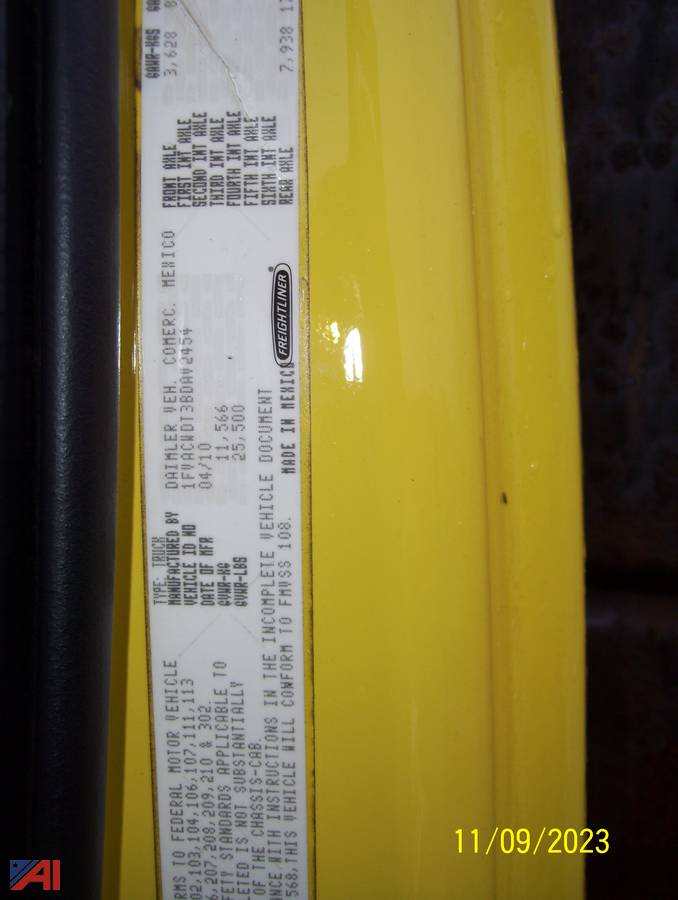 RMS TO FEDERAL MOTOR VEHICLE
02,103,104,106,107,111,113
6,207,208,209,210 & 302.
FETY STANDARDS APPLICABLE TO
LETED IS NOT SUBSTANTIALLY
OF THE CHASSIS-CAB.
NCE WITH INSTRUCTIONS IN THE INCOMPLETE VEHICLE DOCUMENT
568,THIS VEHICLE WILL CONFORM TO FMVSS 108.
MADE IN MEXICO
TYPE: TRUCK
MANUFACTURED BY DAIMLER VEH. COMERC. MEXICO
VEHICLE ID NO 1FVACWDT3BDAV2454
DATE OF MFR 04/10
GVWR-KG 11,566
GVWR-LBS 25,500
FREIGHTLINER
GAWR-KGS
FRONT AXLE 3,628
FIRST INT AXLE
SECOND INT AXLE
THIRD INT AXLE
FOURTH INT AXLE
FIFTH INT AXLE
SIXTH INT AXLE
REAR AXLE 7,938
11/09/2023
AI